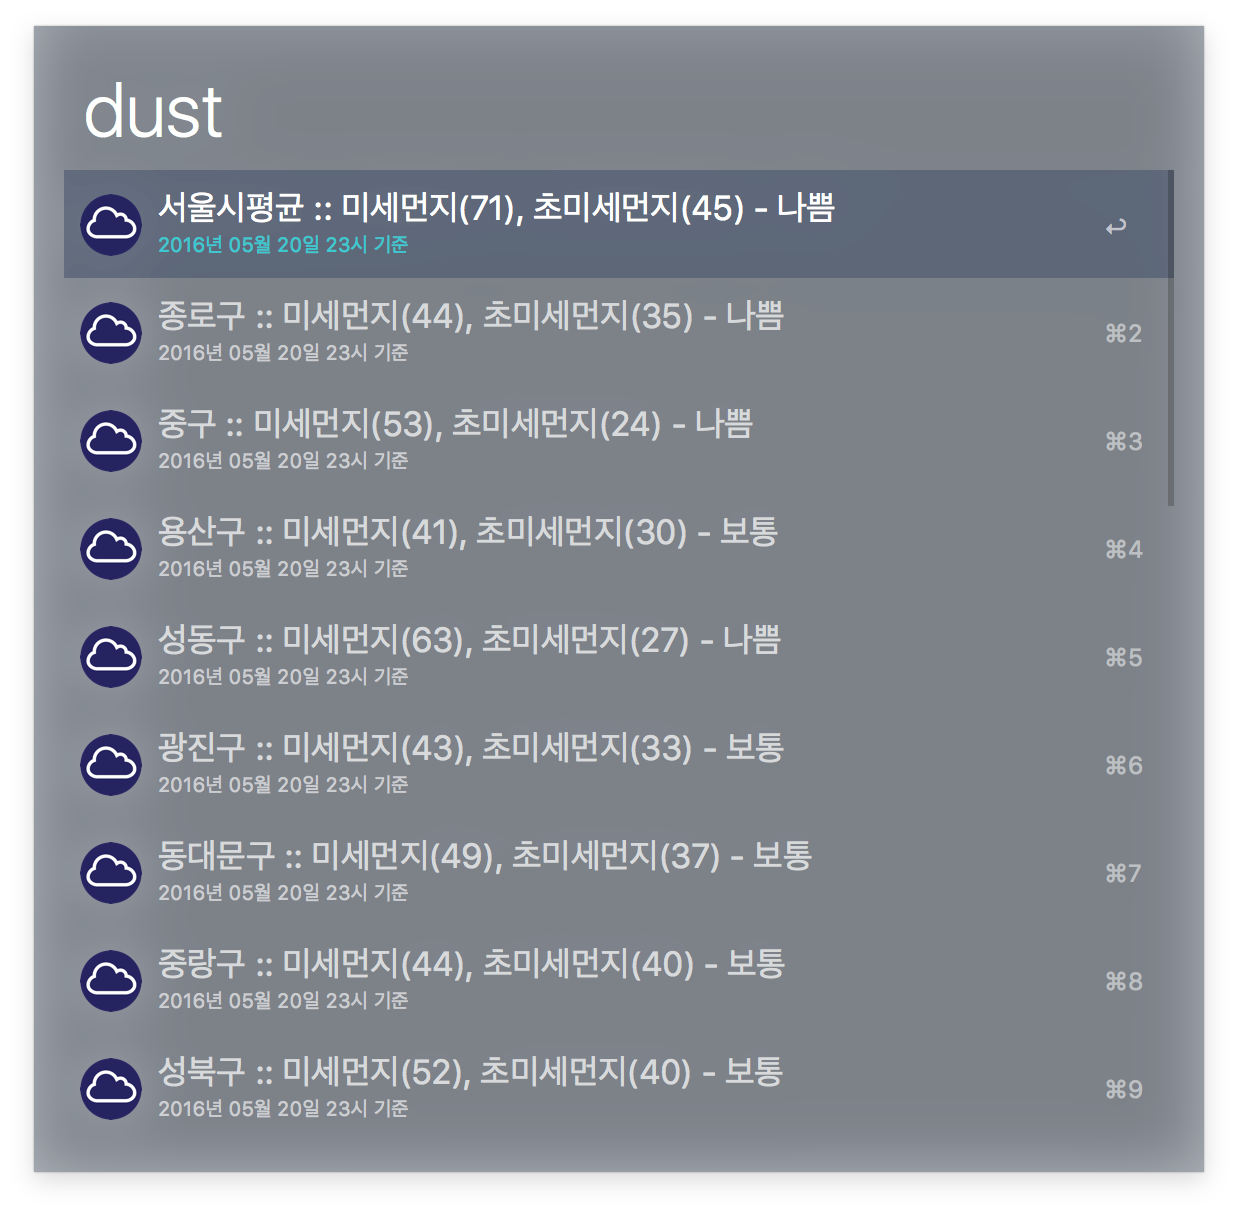 dust
서울시평균 :: 미세먼지(71), 초미세먼지(45) - 나쁨
2016년 05월 20일 23시 기준
↩
종로구 :: 미세먼지(44), 초미세먼지(35) - 나쁨
2016년 05월 20일 23시 기준
⌘2
중구 :: 미세먼지(53), 초미세먼지(24) - 나쁨
2016년 05월 20일 23시 기준
⌘3
용산구 :: 미세먼지(41), 초미세먼지(30) - 보통
2016년 05월 20일 23시 기준
⌘4
성동구 :: 미세먼지(63), 초미세먼지(27) - 나쁨
2016년 05월 20일 23시 기준
⌘5
광진구 :: 미세먼지(43), 초미세먼지(33) - 보통
2016년 05월 20일 23시 기준
⌘6
동대문구 :: 미세먼지(49), 초미세먼지(37) - 보통
2016년 05월 20일 23시 기준
⌘7
중랑구 :: 미세먼지(44), 초미세먼지(40) - 보통
2016년 05월 20일 23시 기준
⌘8
성북구 :: 미세먼지(52), 초미세먼지(40) - 보통
2016년 05월 20일 23시 기준
⌘9